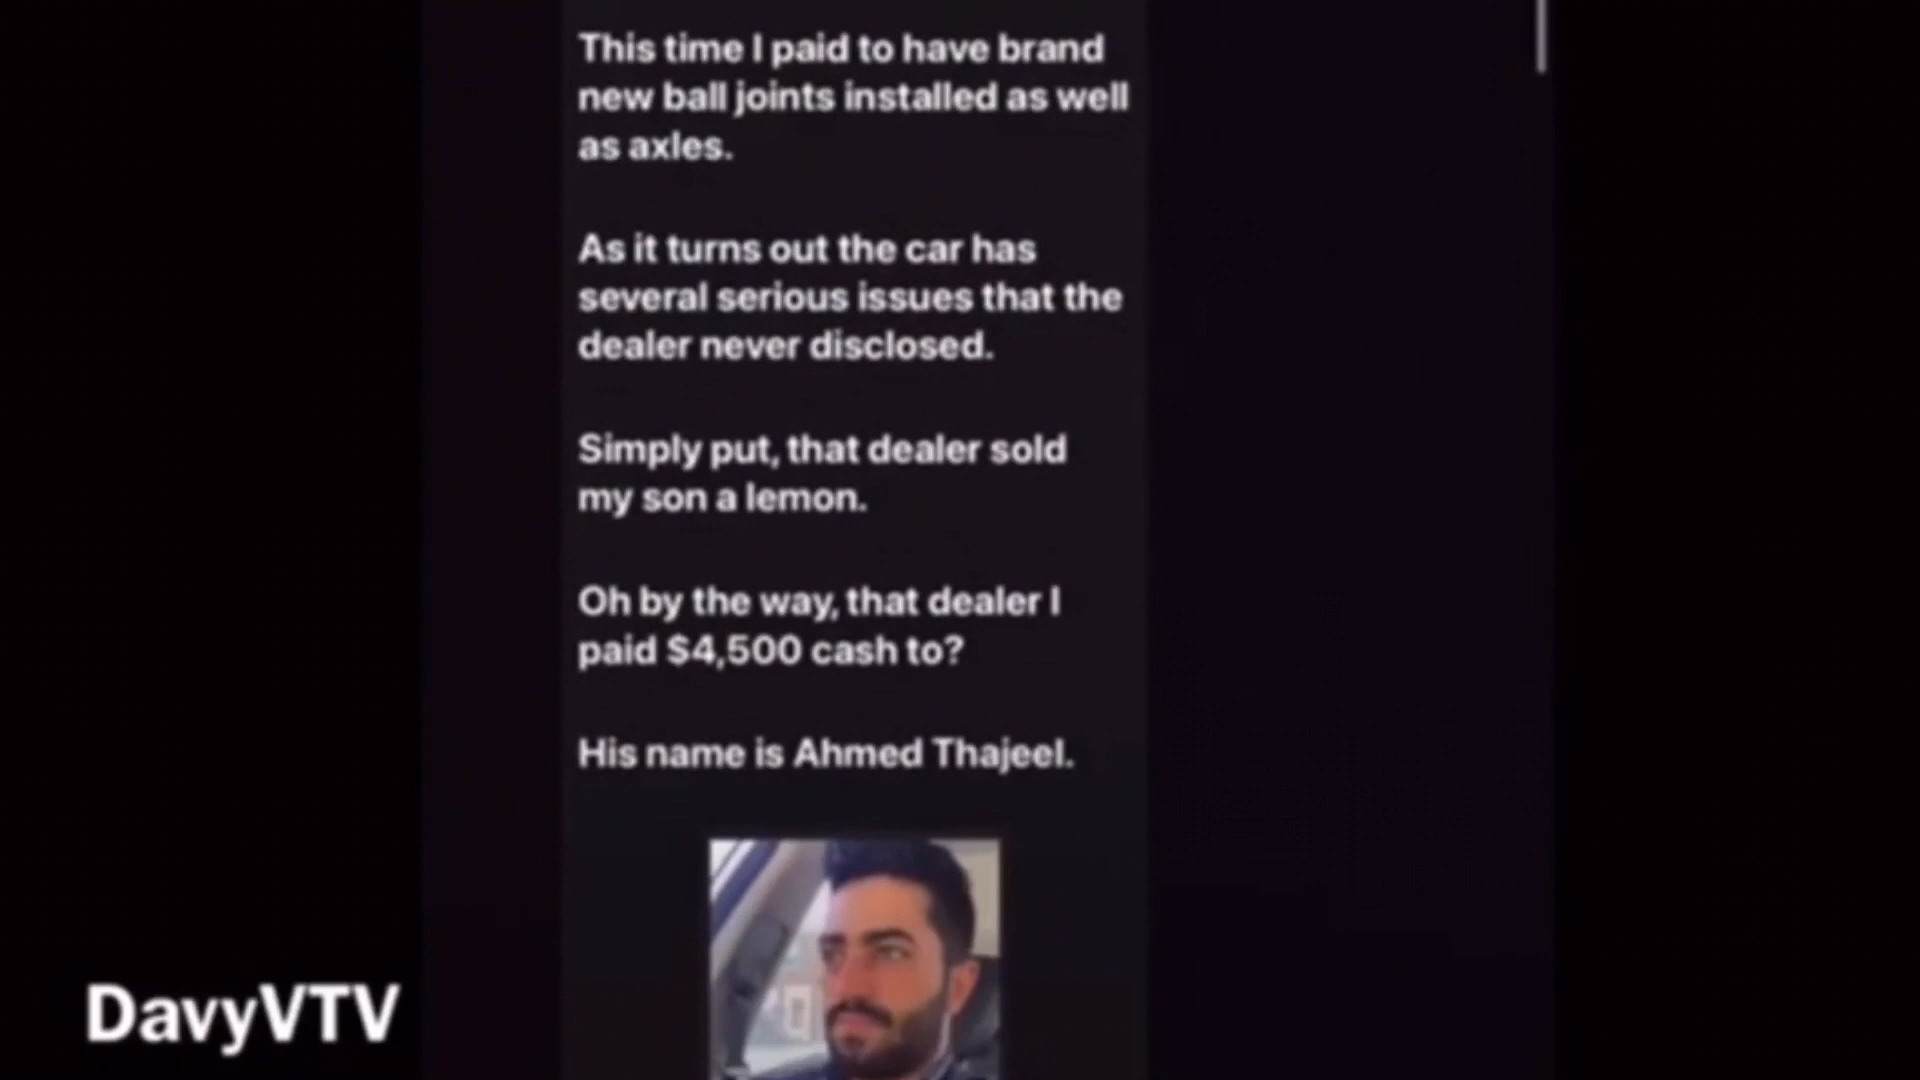 This time I paid to have brand
new ball joints installed as well
as axles.
As it turns out the car has
several serious issues that the
dealer never disclosed.
Simply put, that dealer sold
my son a lemon.
Oh by the way, that dealer I
paid $4,500 cash to?
His name is Ahmed Thajeel.
DavyVTV